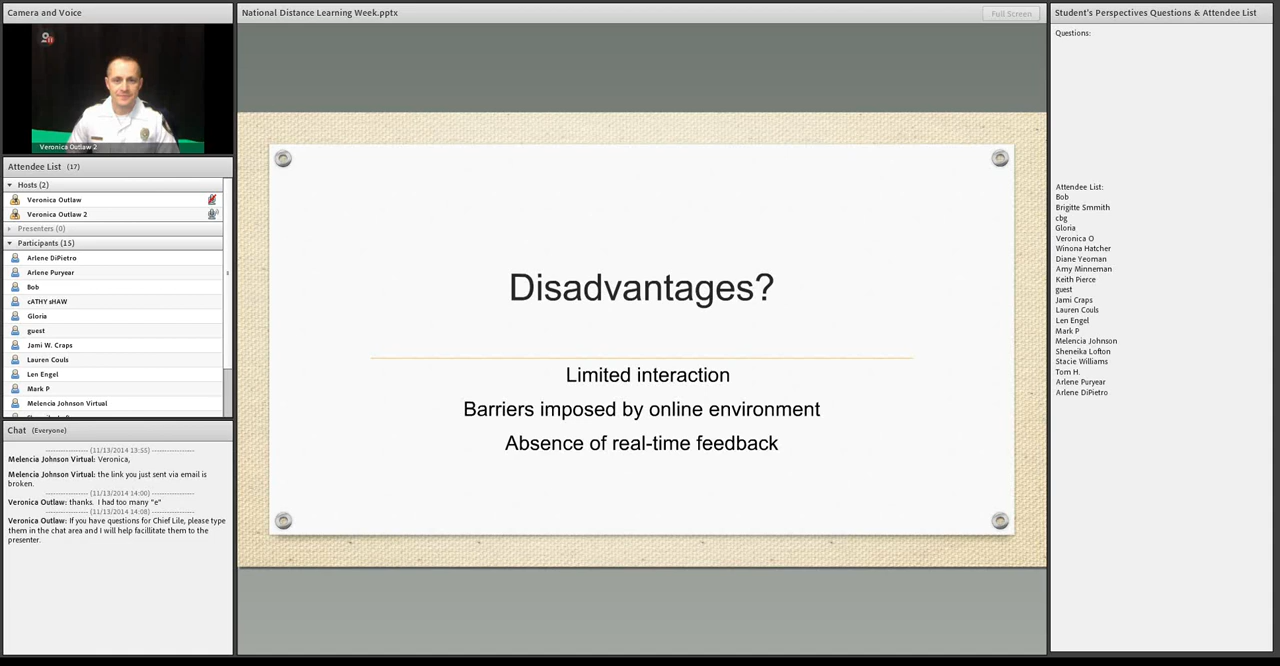 Camera and Voice
Veronica Outlaw 2
Attendee List (17)
Hosts (2)
Veronica Outlaw
Veronica Outlaw 2
Presenters (0)
Participants (15)
Arlene DiPietro
Arlene Puryear
Bob
cATHY sHAW
Gloria
guest
Jami W. Craps
Lauren Couls
Len Engel
Mark P
Melencia Johnson Virtual
Chat (Everyone)
(11/13/2014 13:55)
Melencia Johnson Virtual: Veronica,
Melencia Johnson Virtual: the link you just sent via email is
broken.
(11/13/2014 14:00)
Veronica Outlaw: thanks. I had too many "e"
(11/13/2014 14:08)
Veronica Outlaw: If you have questions for Chief Lile, please type
them in the chat area and I will help facillitate them to the
presenter.
National Distance Learning Week.pptx
Full Screen
Disadvantages?
Limited interaction
Barriers imposed by online environment
Absence of real-time feedback
Student's Perspectives Questions & Attendee List
Questions:
Attendee List:
Bob
Brigitte Smmith
cbg
Gloria
Veronica O
Winona Hatcher
Diane Yeoman
Amy Minneman
Keith Pierce
guest
Jami Craps
Lauren Couls
Len Engel
Mark P
Melencia Johnson
Sheneika Lofton
Stacie Williams
Tom H.
Arlene Puryear
Arlene DiPietro